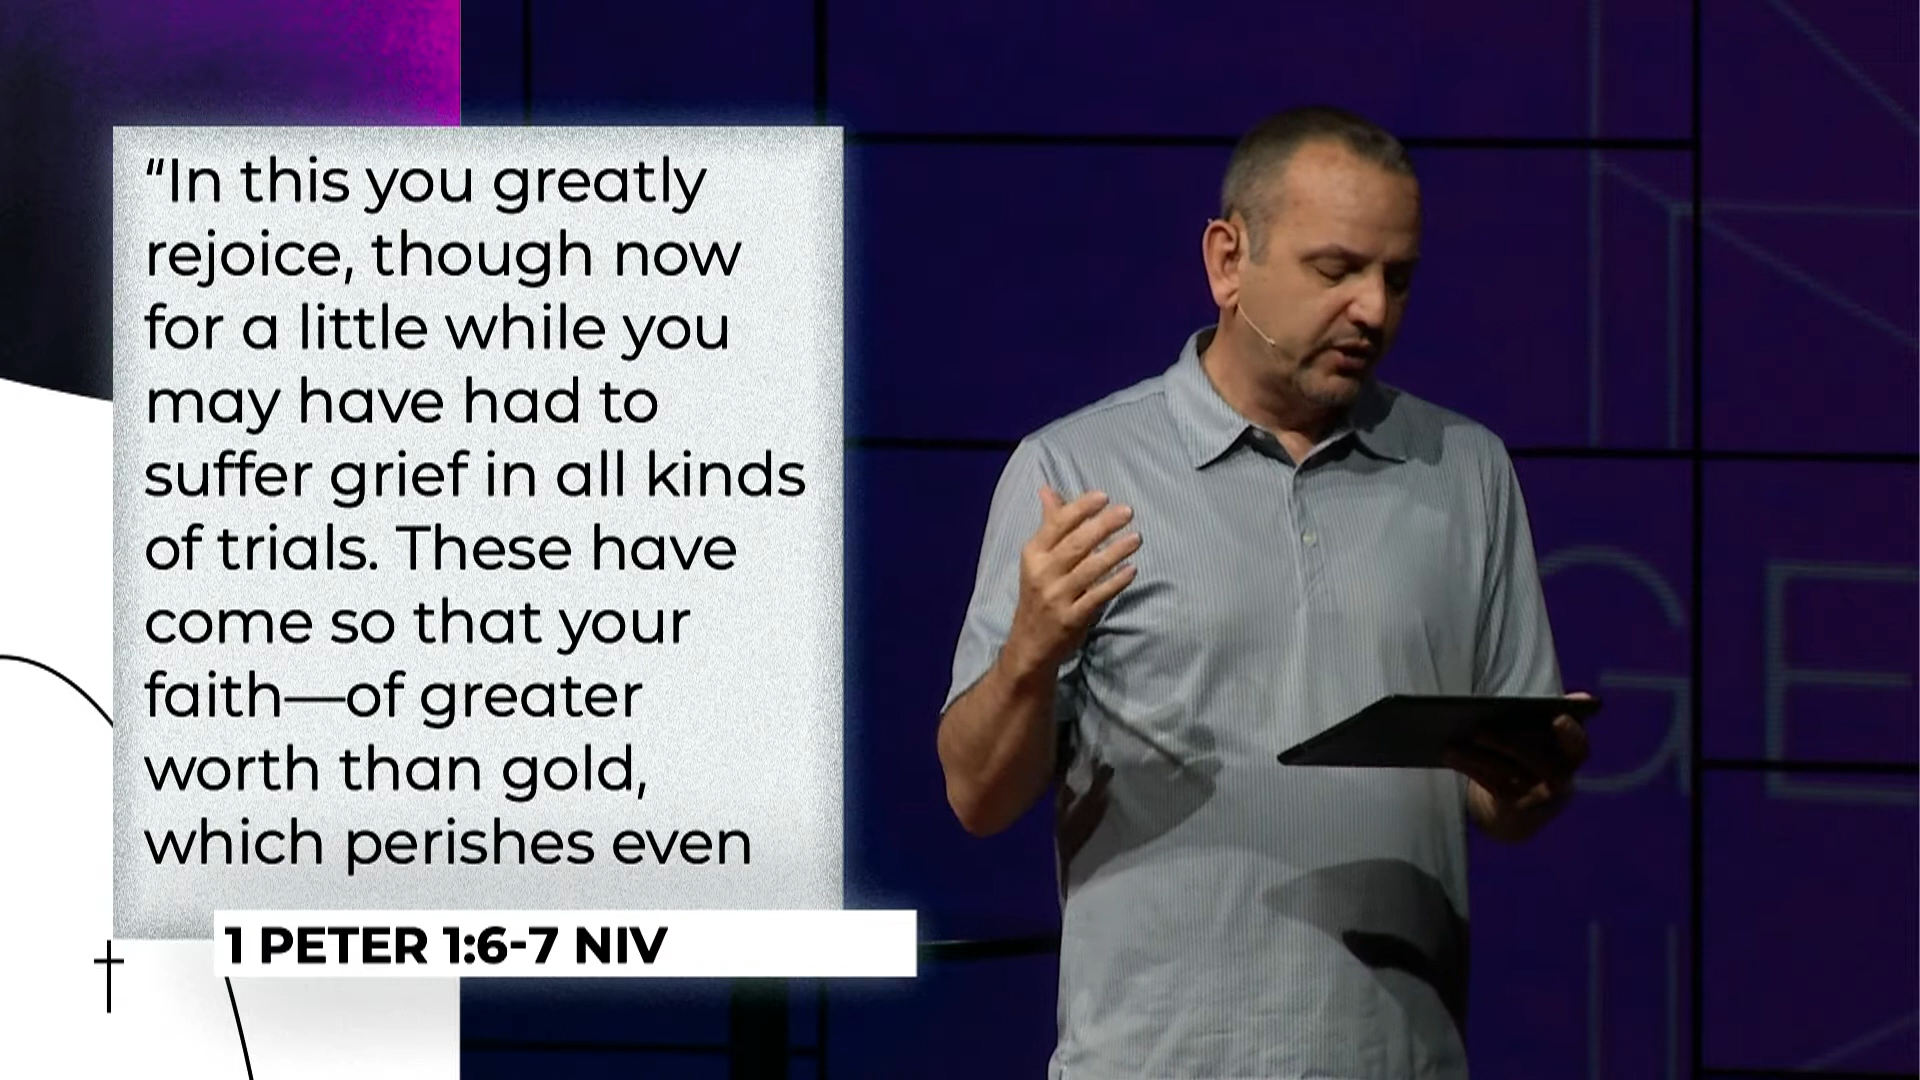 “In this you greatly
rejoice, though now
for a little while you
may have had to
suffer grief in all kinds
of trials. These have
come so that your
faith—of greater
worth than gold,
which perishes even
1 PETER 1:6-7 NIV
GE